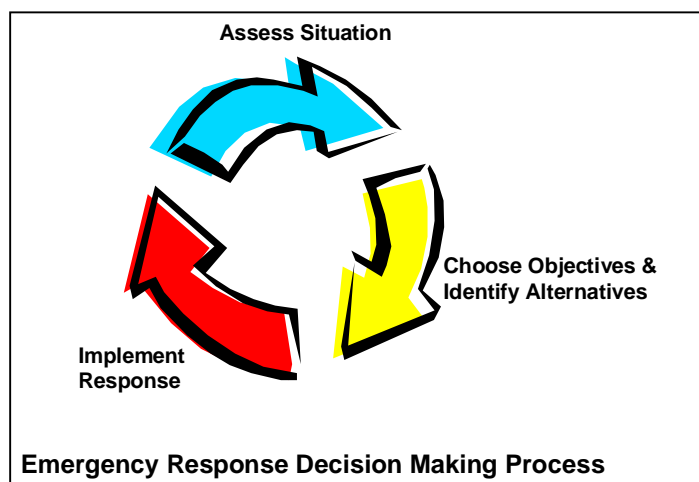 Assess Situation
Choose Objectives &
Identify Alternatives
Implement
Response
Emergency Response Decision Making Process